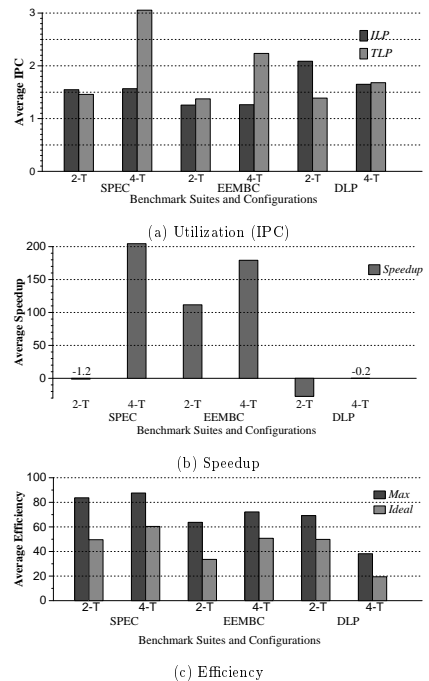 3
2
1
0
Average IPC
ILP
TLP
2-T 4-T 2-T 4-T 2-T 4-T
SPEC EEMBC DLP
Benchmark Suites and Configurations
(a) Utilization (IPC)
200
150
100
50
0
Average Speedup
Speedup
-1.2 -0.2
2-T 4-T 2-T 4-T 2-T 4-T
SPEC EEMBC DLP
Benchmark Suites and Configurations
(b) Speedup
100
80
60
40
20
0
Average Efficiency
Max
Ideal
2-T 4-T 2-T 4-T 2-T 4-T
SPEC EEMBC DLP
Benchmark Suites and Configurations
(c) Efficiency